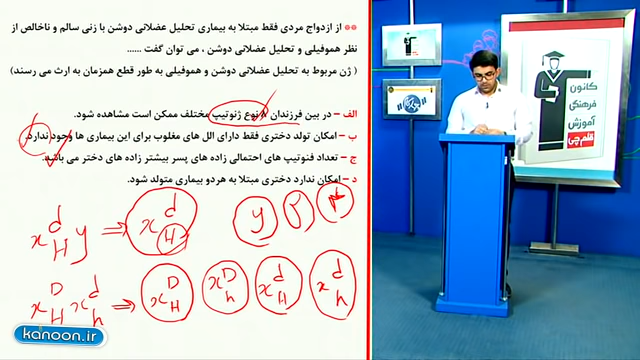 ** از ازدواج مردی فقط مبتلا به بیماری تحلیل عضلانی دوشن با زنی سالم و ناخالص از
نظر هموفیلی و تحلیل عضلانی دوشن ، می توان گفت ......
( ژن مربوط به تحلیل عضلانی دوشن و هموفیلی به طور قطع همزمان به ارث می رسند )
الف – در بین فرزندان ۸ نوع ژنوتیپ مختلف ممکن است مشاهده شود.
ب – امکان تولد دختری فقط دارای الل های مغلوب برای این بیماری ها وجود ندارد.
ج – تعداد فنوتیپ های احتمالی زاده های پسر بیشتر زاده های دختر می باشد.
د – امکان ندارد دختری مبتلا به هر دو بیماری متولد شود.
x d H y ⇒ x d H y
x D H x d h ⇒ x D H x D h x d H x d h
kanoon.ir
کانون
فرهنگی
آموزش
قلم چی